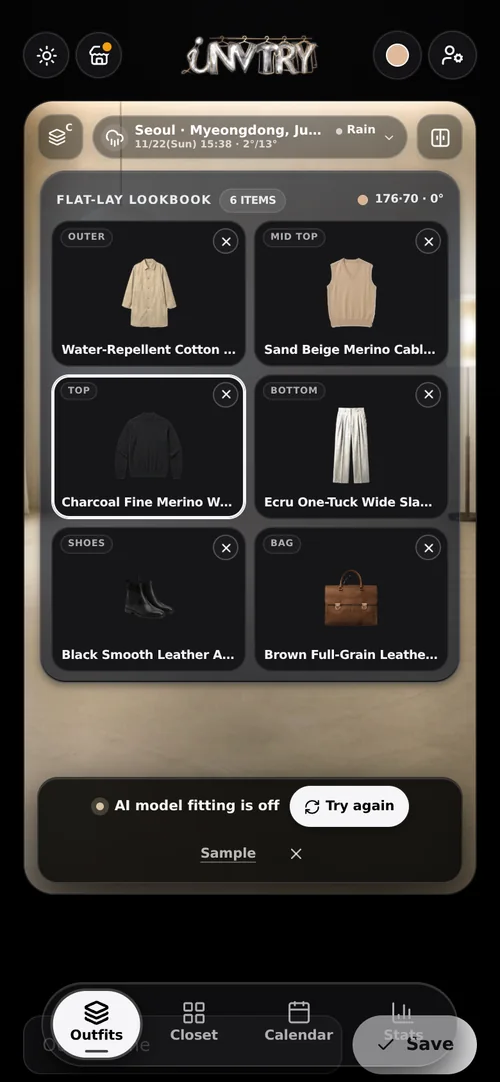 iNVTRY
C
Seoul · Myeongdong, Ju... Rain
11/22(Sun) 15:38 · 2°/13°
FLAT-LAY LOOKBOOK 6 ITEMS 176·70 · 0°
OUTER
Water-Repellent Cotton ...
MID TOP
Sand Beige Merino Cabl...
TOP
Charcoal Fine Merino W...
BOTTOM
Ecru One-Tuck Wide Sla...
SHOES
Black Smooth Leather A...
BAG
Brown Full-Grain Leathe...
AI model fitting is off Try again
Sample
Outfits
Closet
Calendar
Stats
Save